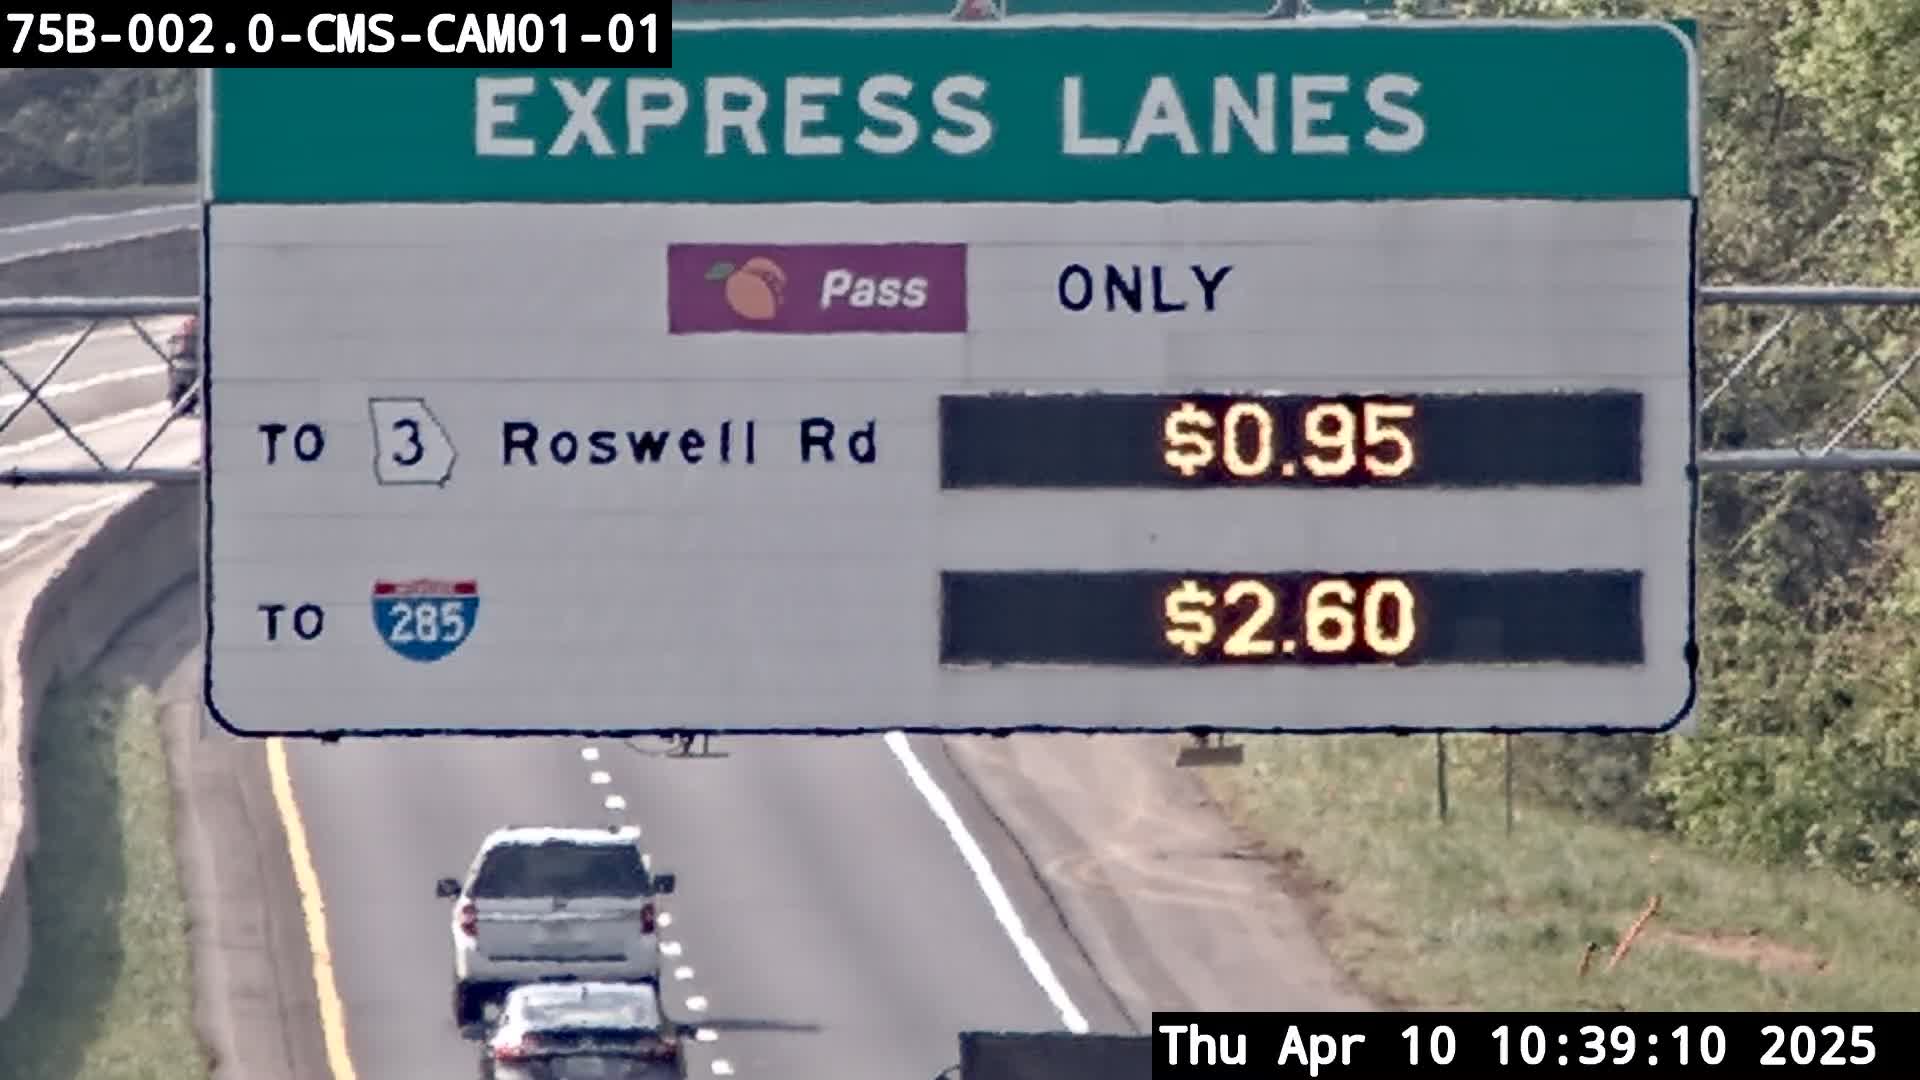 75B-002.0-CMS-CAM01-01
EXPRESS LANES
Pass ONLY
TO 3 Roswell Rd $0.95
TO 285 $2.60
Thu Apr 10 10:39:10 2025